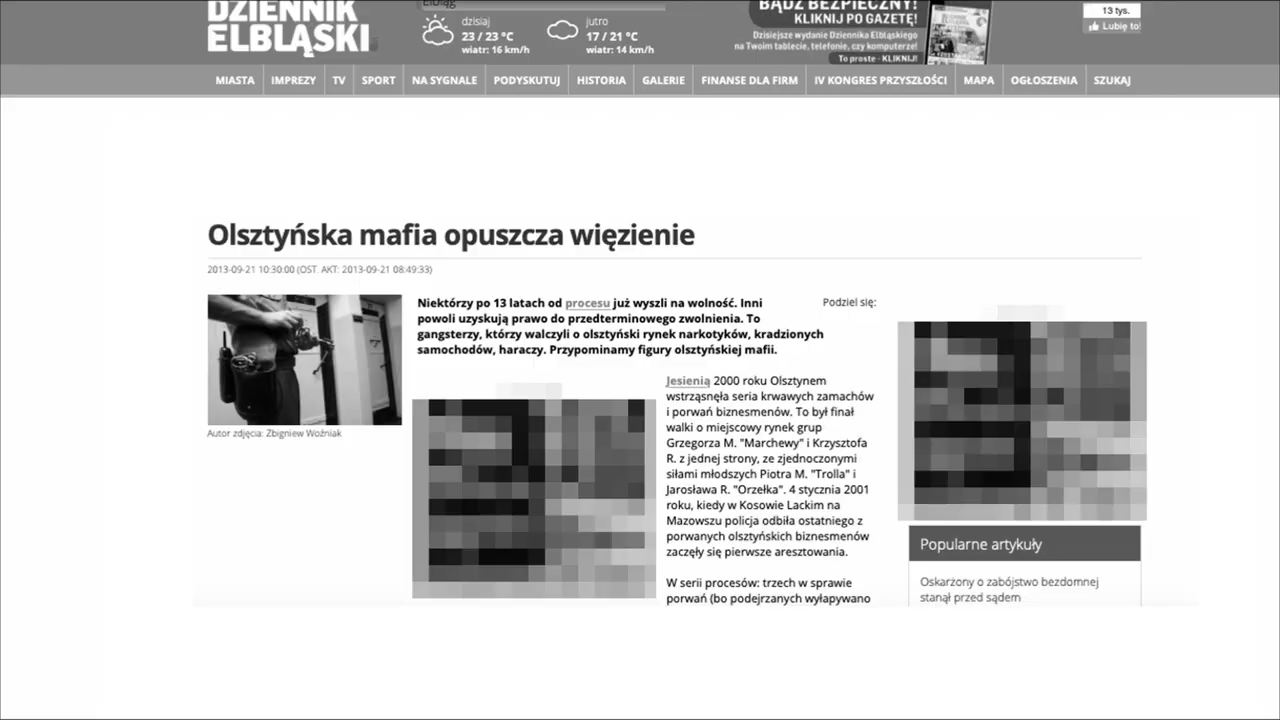 DZIENNIK
ELBLĄSKI
Elbląg
dzisiaj
23 / 23 °C
wiatr: 16 km/h
jutro
17 / 21 °C
wiatr: 14 km/h
BĄDŹ BEZPIECZNY!
KLIKNIJ PO GAZETĘ!
Dzisiejsze wydanie Dziennika Elbląskiego
na Twoim tablecie, telefonie, czy komputerze!
To proste - KLIKNIJ!
13 tys.
Lubię to!
MIASTA IMPREZY TV SPORT NA SYGNALE PODYSKUTUJ HISTORIA GALERIE FINANSE DLA FIRM IV KONGRES PRZYSZŁOŚCI MAPA OGŁOSZENIA SZUKAJ
Olsztyńska mafia opuszcza więzienie
2013-09-21 10:30:00 (OST. AKT: 2013-09-21 08:49:33)
Autor zdjęcia: Zbigniew Woźniak
Niektórzy po 13 latach od procesu już wyszli na wolność. Inni
powoli uzyskują prawo do przedterminowego zwolnienia. To
gangsterzy, którzy walczyli o olsztyński rynek narkotyków, kradzionych
samochodów, haraczy. Przypominamy figury olsztyńskiej mafii.
Podziel się:
Jesienią 2000 roku Olsztynem
wstrząsnęła seria krwawych zamachów
i porwań biznesmenów. To był finał
walki o miejscowy rynek grup
Grzegorza M. "Marchewy" i Krzysztofa
R. z jednej strony, ze zjednoczonymi
siłami młodszych Piotra M. "Trolla" i
Jarosława R. "Orzełka". 4 stycznia 2001
roku, kiedy w Kosowie Lackim na
Mazowszu policja odbiła ostatniego z
porwanych olsztyńskich biznesmenów
zaczęły się pierwsze aresztowania.
W serii procesów: trzech w sprawie
porwań (bo podejrzanych wyłapywano
Popularne artykuły
Oskarżony o zabójstwo bezdomnej
stanął przed sądem